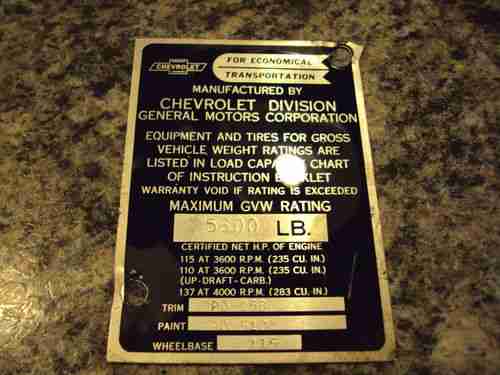 CHEVROLET
FOR ECONOMICAL
TRANSPORTATION
MANUFACTURED BY
CHEVROLET DIVISION
GENERAL MOTORS CORPORATION
EQUIPMENT AND TIRES FOR GROSS
VEHICLE WEIGHT RATINGS ARE
LISTED IN LOAD CAPACITY CHART
OF INSTRUCTION BOOKLET
WARRANTY VOID IF RATING IS EXCEEDED
MAXIMUM GVW RATING
LB.
CERTIFIED NET H.P. OF ENGINE
115 AT 3600 R.P.M. (235 CU. IN.)
110 AT 3600 R.P.M. (235 CU. IN.)
(UP-DRAFT-CARB.)
137 AT 4000 R.P.M. (283 CU. IN.)
TRIM
PAINT
WHEELBASE